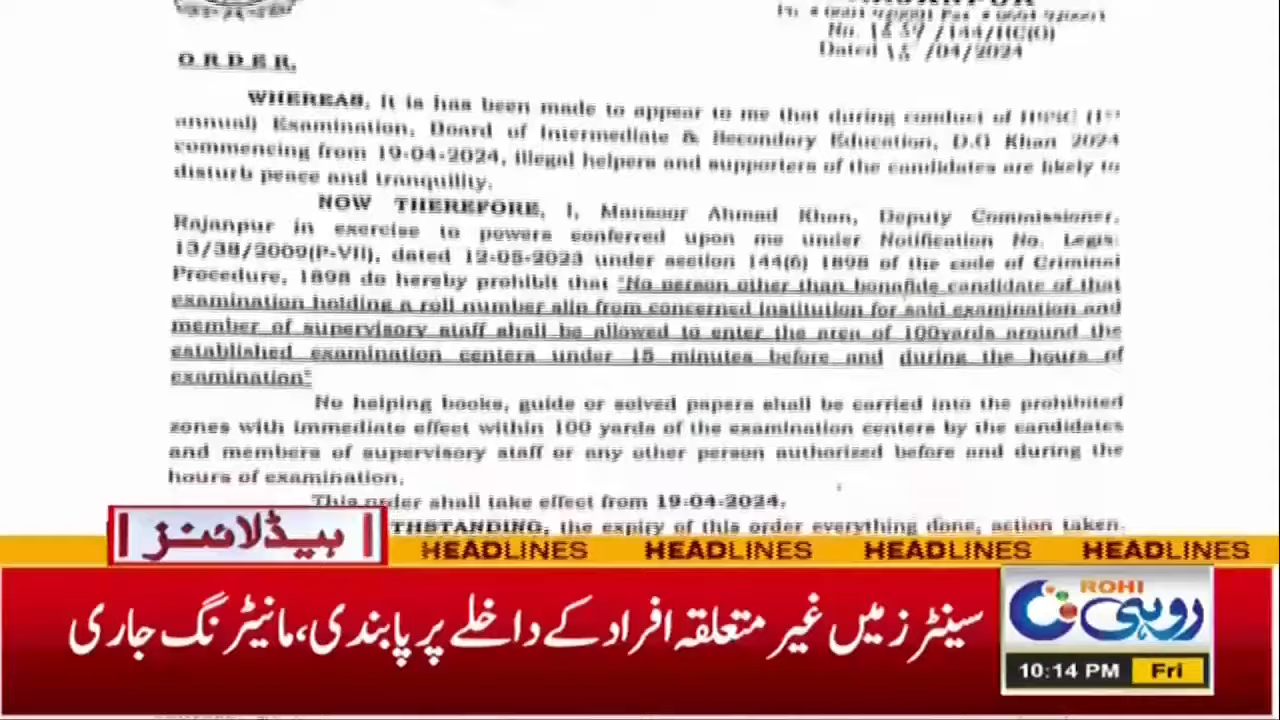 No. /144/HC(G)
Dated 18 /04/2024
ORDER.
WHEREAS, it is has been made to appear to me that during conduct of (1st
annual) Examination, Board of Intermediate & Secondary Education, D.G Khan 2024
commencing from 19-04-2024, illegal helpers and supporters of the candidates are likely to
disturb peace and tranquility.
NOW THEREFORE, I, Mansoor Ahmad Khan, Deputy Commissioner,
Rajanpur in exercise to powers conferred upon me under Notification No. Legis:
13/38/2009(P-VII), dated 12-05-2023 under section 144(6) 1898 of the code of Criminal
Procedure, 1898 do hereby prohibit that "No person other than bonafide candidate of that
examination holding a roll number slip from concerned institution for said examination and
member of supervisory staff shall be allowed to enter the area of 100yards around the
established examination centers under 15 minutes before and during the hours of
examination"
No helping books, guide or solved papers shall be carried into the prohibited
zones with immediate effect within 100 yards of the examination centers by the candidates
and members of supervisory staff or any other person authorized before and during the
hours of examination.
This order shall take effect from 19-04-2024.
THSTANDING, the expiry of this order everything done, action taken,
ہیڈلائنز
HEADLINES HEADLINES HEADLINES HEADLINES
سینٹرز میں غیر متعلقہ افراد کے داخلے پر پابندی، مانیٹرنگ جاری
ROHI
روہی
10:14 PM Fri